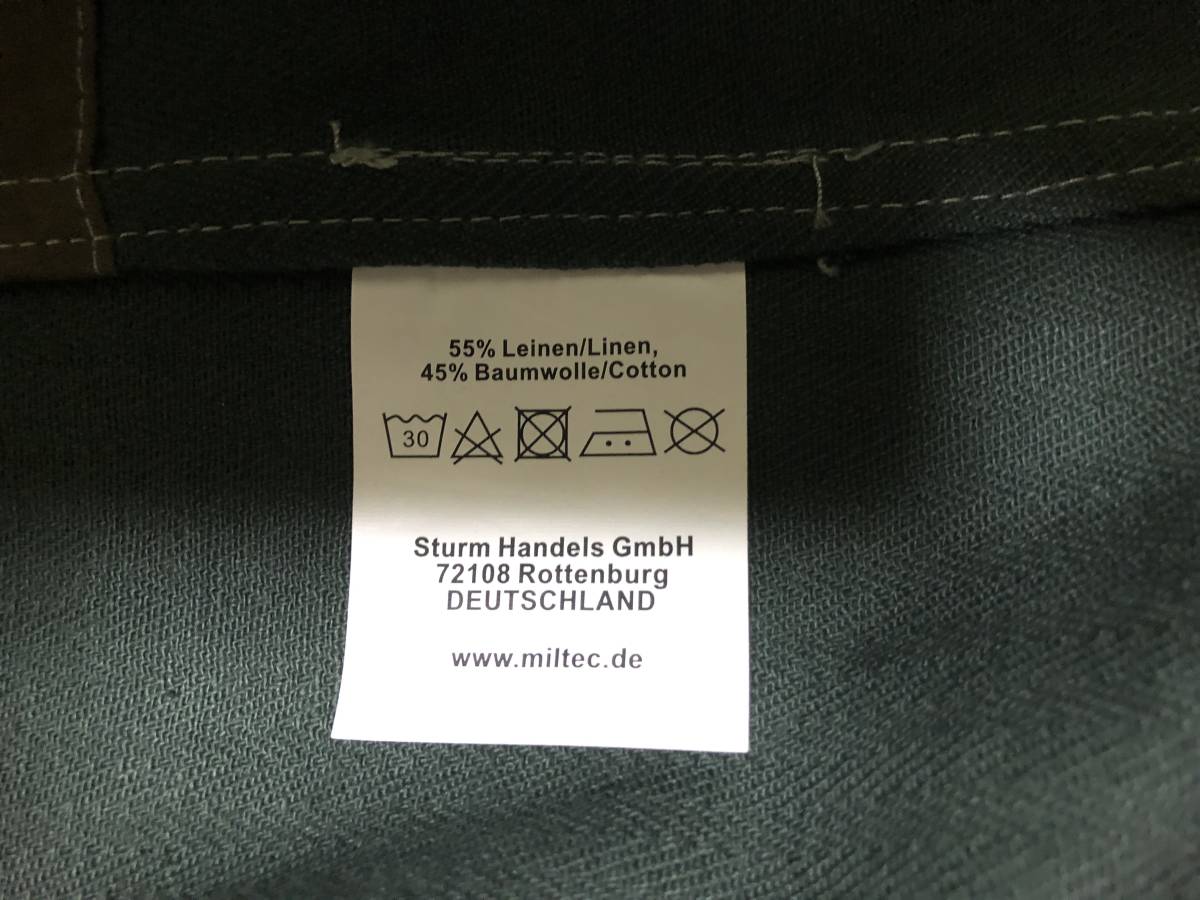 55% Leinen/Linen,
45% Baumwolle/Cotton
30
Sturm Handels GmbH
72108 Rottenburg
DEUTSCHLAND
www.miltec.de